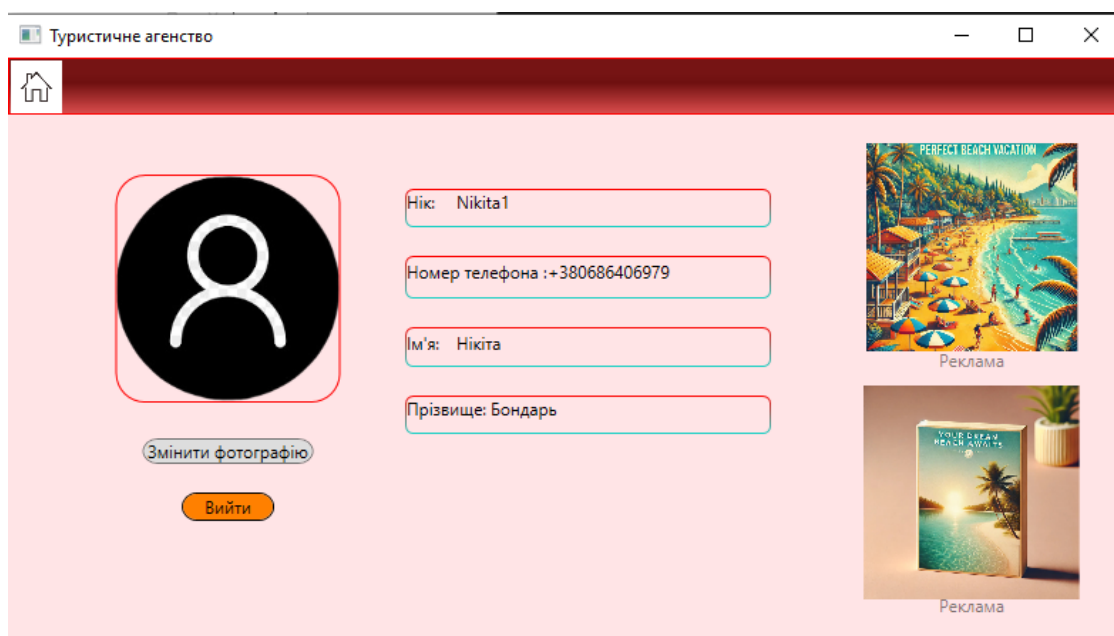 Туристичне агенство
Нік: Nikita1
Номер телефона :+380686406979
Ім'я: Нікіта
Прізвище: Бондарь
Змінити фотографію
Вийти
PERFECT BEACH VACATION
Реклама
YOUR DREAM
BEACH AWAITS
Реклама